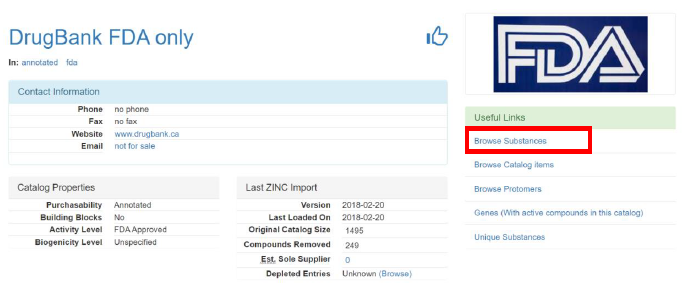 DrugBank FDA only
In: annotated fda
Contact Information
Phone no phone
Fax no fax
Website www.drugbank.ca
Email not for sale
Catalog Properties
Purchasability Annotated
Building Blocks No
Activity Level FDA Approved
Biogenicity Level Unspecified
Last ZINC Import
Version 2018-02-20
Last Loaded On 2018-02-20
Original Catalog Size 1495
Compounds Removed 249
Est. Sole Supplier 0
Depleted Entries Unknown (Browse)
FDA
Useful Links
Browse Substances
Browse Catalog items
Browse Protomers
Genes (With active compounds in this catalog)
Unique Substances